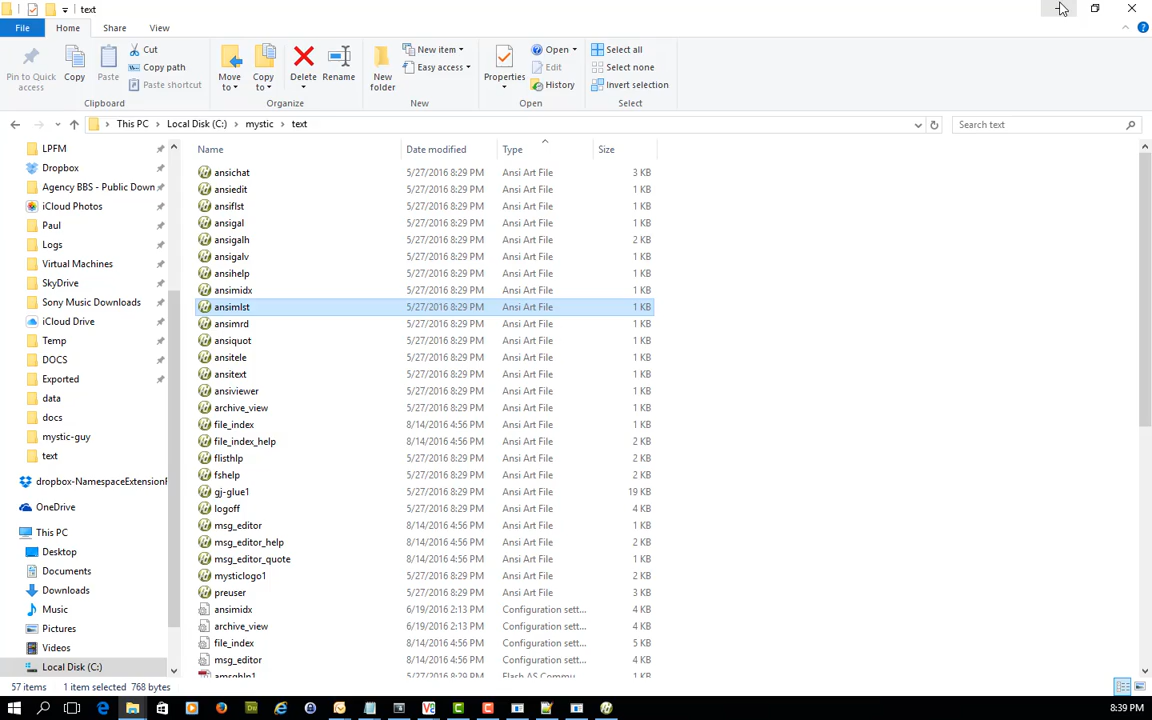 text
File Home Share View
Pin to Quick access
Copy
Paste
Cut
Copy path
Paste shortcut
Clipboard
Move to
Copy to
Delete
Rename
Organize
New folder
New item
Easy access
New
Properties
Open
Edit
History
Open
Select all
Select none
Invert selection
Select
This PC Local Disk (C:) mystic text
Search text
LPFM
Dropbox
Agency BBS - Public Down
iCloud Photos
Paul
Logs
Virtual Machines
SkyDrive
Sony Music Downloads
iCloud Drive
Temp
DOCS
Exported
data
docs
mystic-guy
text
dropbox-NamespaceExtensionF
OneDrive
This PC
Desktop
Documents
Downloads
Music
Pictures
Videos
Local Disk (C:)
Name Date modified Type Size
ansichat 5/27/2016 8:29 PM Ansi Art File 3 KB
ansiedit 5/27/2016 8:29 PM Ansi Art File 1 KB
ansiflst 5/27/2016 8:29 PM Ansi Art File 1 KB
ansigal 5/27/2016 8:29 PM Ansi Art File 1 KB
ansigalh 5/27/2016 8:29 PM Ansi Art File 2 KB
ansigalv 5/27/2016 8:29 PM Ansi Art File 1 KB
ansihelp 5/27/2016 8:29 PM Ansi Art File 1 KB
ansimidx 5/27/2016 8:29 PM Ansi Art File 1 KB
ansimlst 5/27/2016 8:29 PM Ansi Art File 1 KB
ansimrd 5/27/2016 8:29 PM Ansi Art File 1 KB
ansiquot 5/27/2016 8:29 PM Ansi Art File 1 KB
ansitele 5/27/2016 8:29 PM Ansi Art File 1 KB
ansitext 5/27/2016 8:29 PM Ansi Art File 1 KB
ansiviewer 5/27/2016 8:29 PM Ansi Art File 1 KB
archive_view 5/27/2016 8:29 PM Ansi Art File 1 KB
file_index 8/14/2016 4:56 PM Ansi Art File 1 KB
file_index_help 8/14/2016 4:56 PM Ansi Art File 2 KB
flisthlp 5/27/2016 8:29 PM Ansi Art File 2 KB
fshelp 5/27/2016 8:29 PM Ansi Art File 2 KB
gj-glue1 5/27/2016 8:29 PM Ansi Art File 19 KB
logoff 5/27/2016 8:29 PM Ansi Art File 4 KB
msg_editor 8/14/2016 4:56 PM Ansi Art File 1 KB
msg_editor_help 8/14/2016 4:56 PM Ansi Art File 2 KB
msg_editor_quote 8/14/2016 4:56 PM Ansi Art File 1 KB
mysticlogo1 5/27/2016 8:29 PM Ansi Art File 2 KB
preuser 5/27/2016 8:29 PM Ansi Art File 3 KB
ansimidx 6/19/2016 2:13 PM Configuration sett... 4 KB
archive_view 6/19/2016 2:13 PM Configuration sett... 4 KB
file_index 8/14/2016 4:56 PM Configuration sett... 5 KB
msg_editor 8/14/2016 4:56 PM Configuration sett... 4 KB
amsghlp1 5/27/2016 8:29 PM Flash AS Commu... 2 KB
57 items 1 item selected 768 bytes
8:39 PM